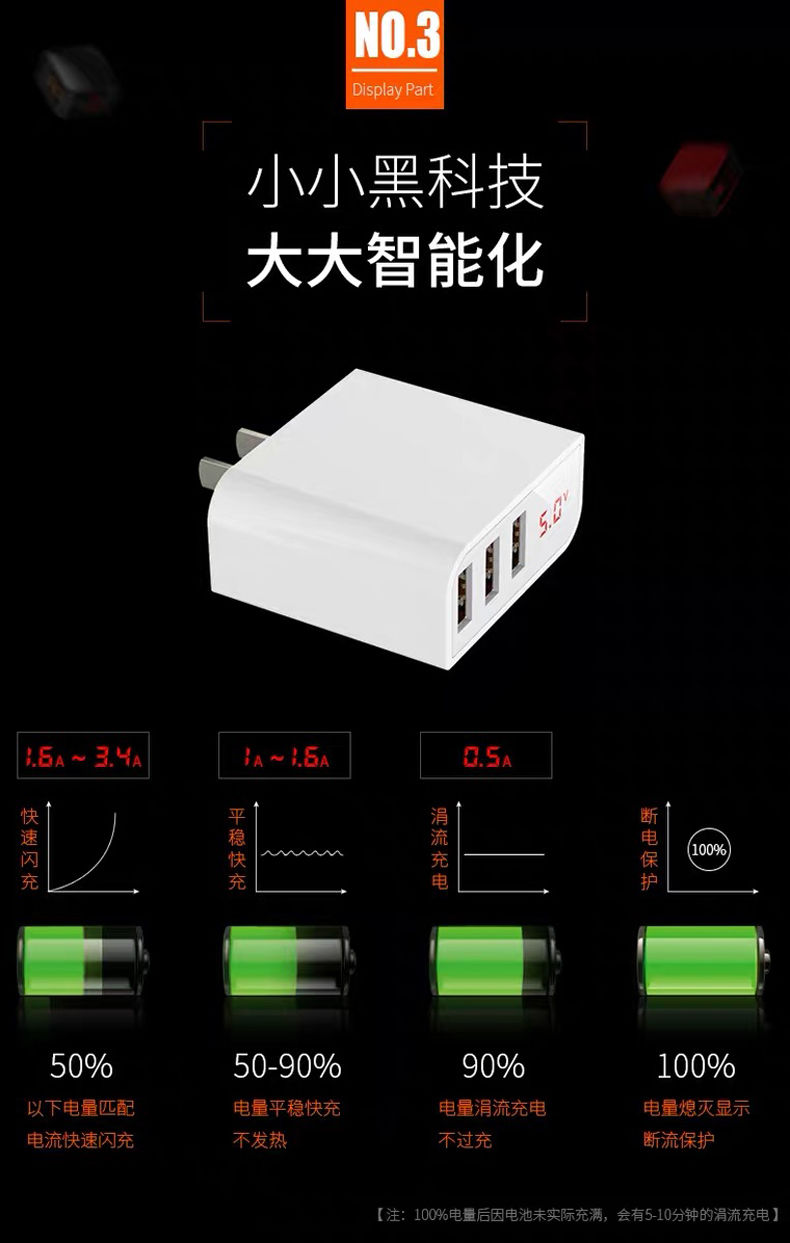 NO.3
Display Part
小小黑科技
大大智能化
5.0V
1.6A ~ 3.4A
1A ~ 1.6A
0.5A
快速闪充
平稳快充
涓流充电
断电保护
100%
50%
以下电量匹配
电流快速闪充
50-90%
电量平稳快充
不发热
90%
电量涓流充电
不过充
100%
电量熄灭显示
断流保护
【 注：100%电量后因电池未实际充满，会有5-10分钟的涓流充电 】